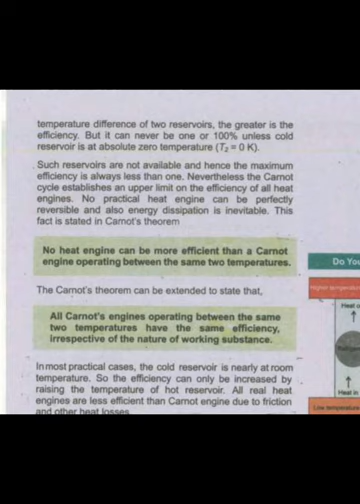 temperature difference of two reservoirs, the greater is the
efficiency. But it can never be one or 100% unless cold
reservoir is at absolute zero temperature (T₂ = 0 K).
Such reservoirs are not available and hence the maximum
efficiency is always less than one. Nevertheless the Carnot
cycle establishes an upper limit on the efficiency of all heat
engines. No practical heat engine can be perfectly
reversible and also energy dissipation is inevitable. This
fact is stated in Carnot's theorem
No heat engine can be more efficient than a Carnot
engine operating between the same two temperatures.
The Carnot's theorem can be extended to state that,
All Carnot's engines operating between the same
two temperatures have the same efficiency,
irrespective of the nature of working substance.
In most practical cases, the cold reservoir is nearly at room
temperature. So the efficiency can only be increased by
raising the temperature of hot reservoir. All real heat
engines are less efficient than Carnot engine due to friction
and other heat losses
Do You
Higher temperature
Heat o
Heat in
Low temperature